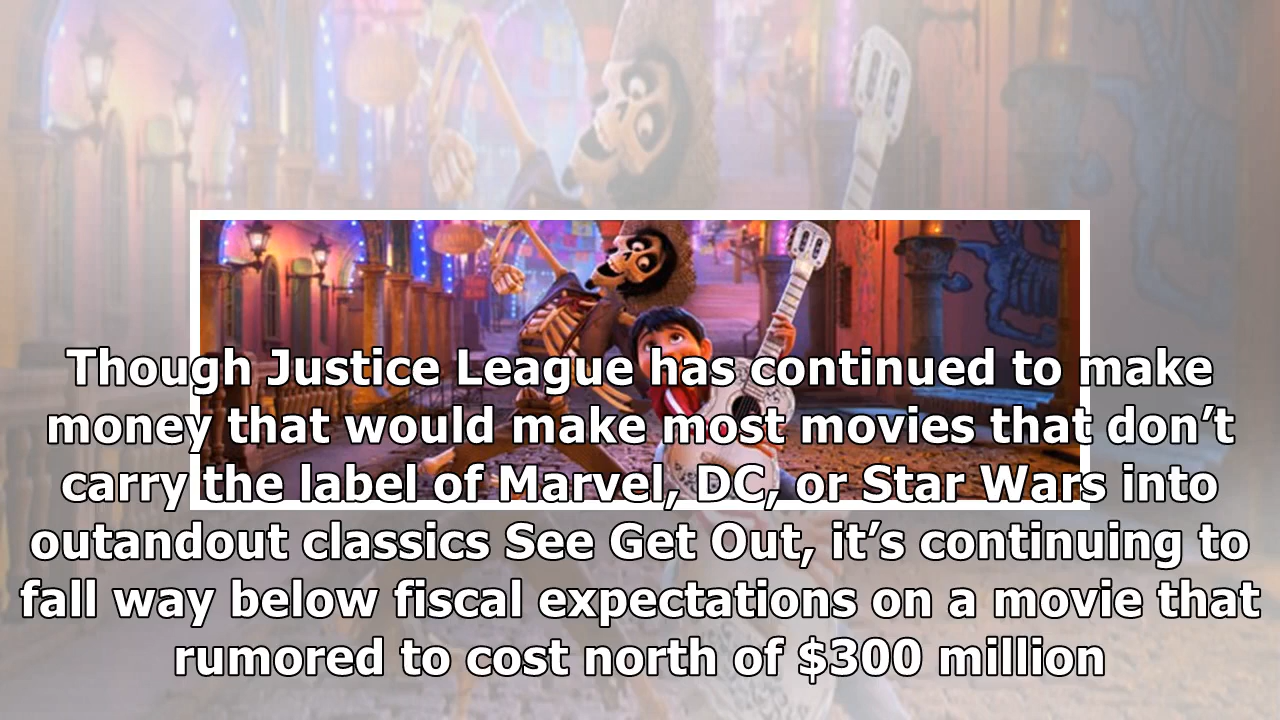 Though Justice League has continued to make
money that would make most movies that don’t
carry the label of Marvel, DC, or Star Wars into
outandout classics See Get Out, it’s continuing to
fall way below fiscal expectations on a movie that
rumored to cost north of $300 million